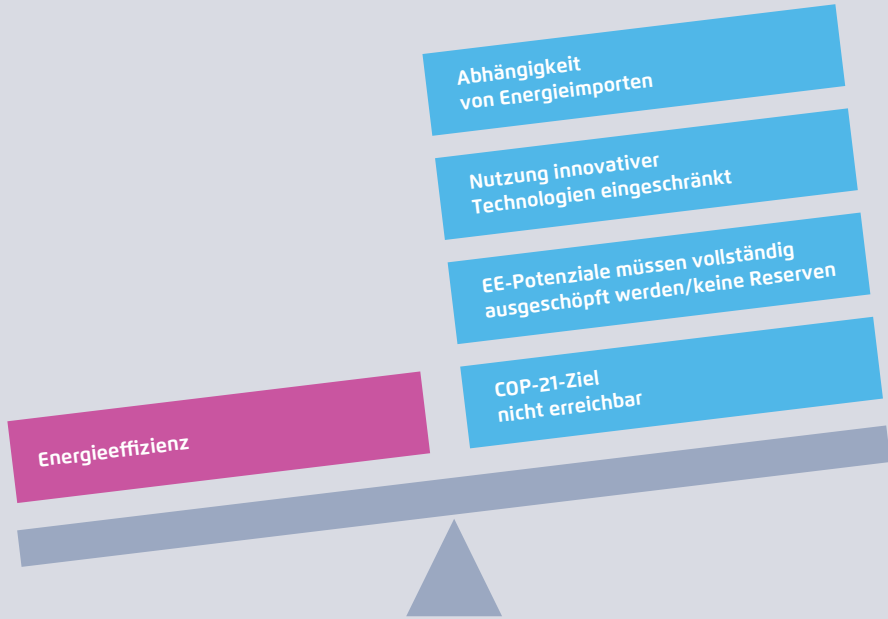 Abhängigkeit
von Energieimporten
Nutzung innovativer
Technologien eingeschränkt
EE-Potenziale müssen vollständig
ausgeschöpft werden/keine Reserven
COP-21-Ziel
nicht erreichbar
Energieeffizienz